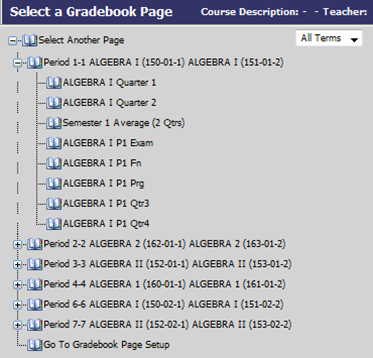 Select a Gradebook Page Course Description: - - Teacher:
Select Another Page All Terms
Period 1-1 ALGEBRA I (150-01-1) ALGEBRA I (151-01-2)
ALGEBRA I Quarter 1
ALGEBRA I Quarter 2
Semester 1 Average (2 Qtrs)
ALGEBRA I P1 Exam
ALGEBRA I P1 Fn
ALGEBRA I P1 Prg
ALGEBRA I P1 Qtr3
ALGEBRA I P1 Qtr4
Period 2-2 ALGEBRA 2 (162-01-1) ALGEBRA 2 (163-01-2)
Period 3-3 ALGEBRA II (152-01-1) ALGEBRA II (153-01-2)
Period 4-4 ALGEBRA 1 (160-01-1) ALGEBRA 1 (161-01-2)
Period 6-6 ALGEBRA I (150-02-1) ALGEBRA I (151-02-2)
Period 7-7 ALGEBRA II (152-02-1) ALGEBRA II (153-02-2)
Go To Gradebook Page Setup